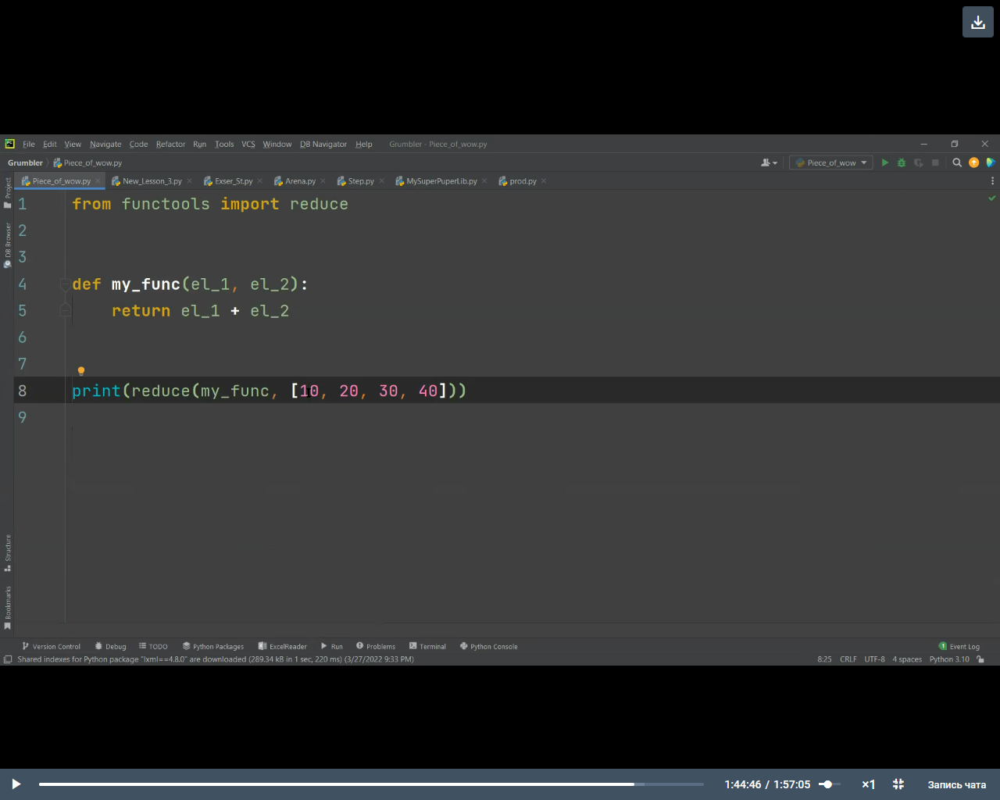 File Edit View Navigate Code Refactor Run Tools VCS Window DB Navigator Help Grumbler - Piece_of_wow.py
Grumbler Piece_of_wow.py Piece_of_wow
Piece_of_wow.py New_Lesson_3.py Exser_St.py Arena.py Step.py MySuperPuperLib.py prod.py
Project
DB Browser
Structure
Bookmarks
1 from functools import reduce
2
3
4 def my_func(el_1, el_2):
5 return el_1 + el_2
6
7
8 print(reduce(my_func, [10, 20, 30, 40]))
9
Version Control Debug TODO Python Packages ExcelReader Run Problems Terminal Python Console 1 Event Log
Shared indexes for Python package "lxml==4.8.0" are downloaded (289.34 kB in 1 sec, 220 ms) (3/27/2022 9:33 PM) 8:25 CRLF UTF-8 4 spaces Python 3.10
1:44:46 / 1:57:05 ×1 Запись чата